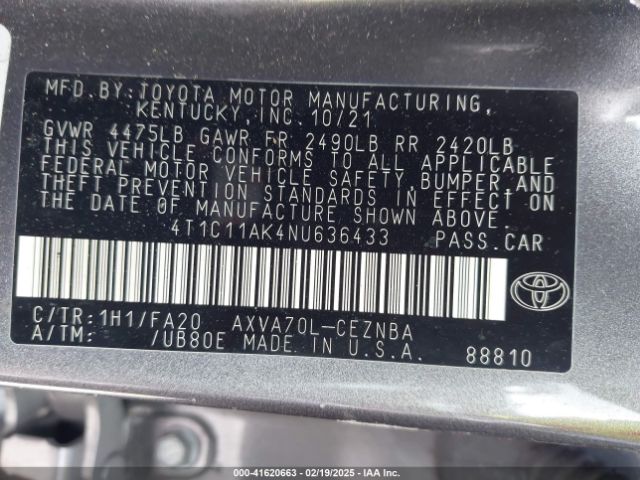 MFD.BY:TOYOTA MOTOR MANUFACTURING,
KENTUCKY,INC.10/21
GVWR 4475LB GAWR FR 2490LB RR 2420LB
THIS VEHICLE CONFORMS TO ALL APPLICABLE
FEDERAL MOTOR VEHICLE SAFETY,BUMPER,AND
THEFT PREVENTION STANDARDS IN EFFECT ON
THE DATE OF MANUFACTURE SHOWN ABOVE.
4T1C11AK4NU636433 PASS.CAR
C/TR:1H1/FA20 AXVA70L-CEZNBA
A/TM: /UB80E MADE IN U.S.A. 88810
STOCK #: 41620663 - 02/19/2025 - IAA Inc.